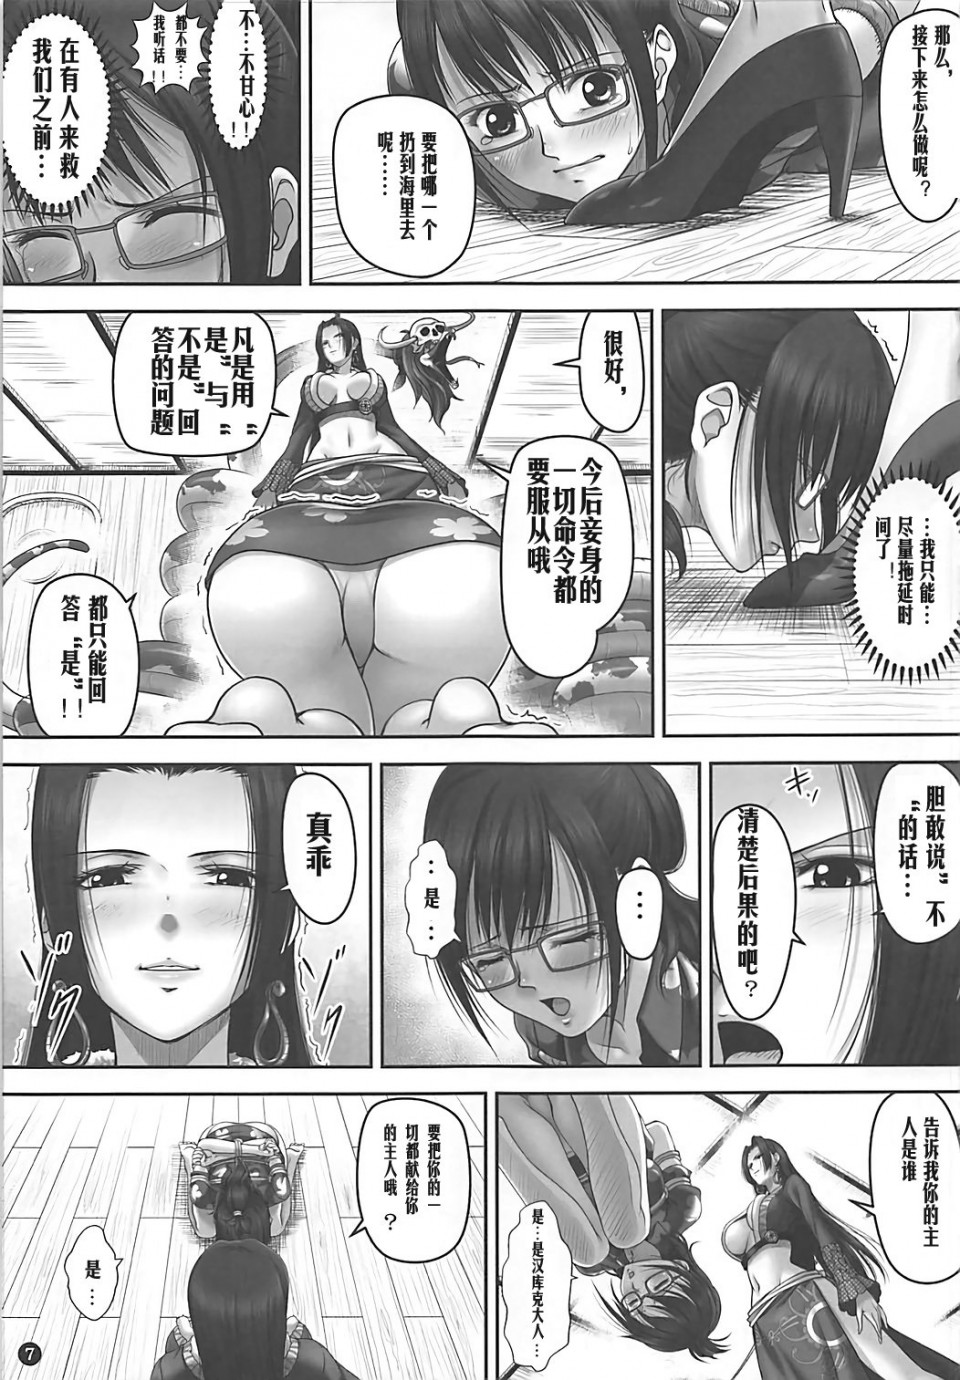 那么，
接下来怎么做呢？
要把哪一个
扔到海里去
呢……
不…不甘心！！
都不要…
我听话！！
在有人来救
我们之前…
…我只能…
尽量拖延时
间了！
很好，
今后妾身的
一切命令都
要服从哦
凡是用“
是”与“
不是”回
答的问题
都只能回
答“是”！！
胆敢说”不
“的话…
清楚后果的吧？
…
…是…
真乖
告诉我你的主
人是谁
是…是汉库克大人…
要把你的一
切都献给你
的主人哦？
是…
7